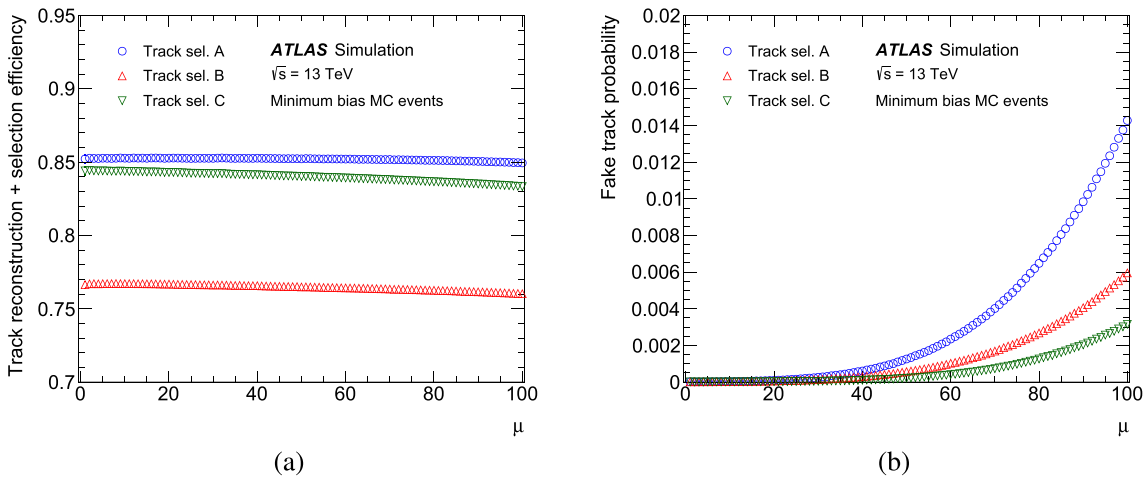 Track reconstruction + selection efficiency
0.95
0.9
0.85
0.8
0.75
0.7
Track sel. A
Track sel. B
Track sel. C
ATLAS Simulation
√s = 13 TeV
Minimum bias MC events
0 20 40 60 80 100
μ
(a)
Fake track probability
0.02
0.018
0.016
0.014
0.012
0.01
0.008
0.006
0.004
0.002
0
Track sel. A
Track sel. B
Track sel. C
ATLAS Simulation
√s = 13 TeV
Minimum bias MC events
0 20 40 60 80 100
μ
(b)